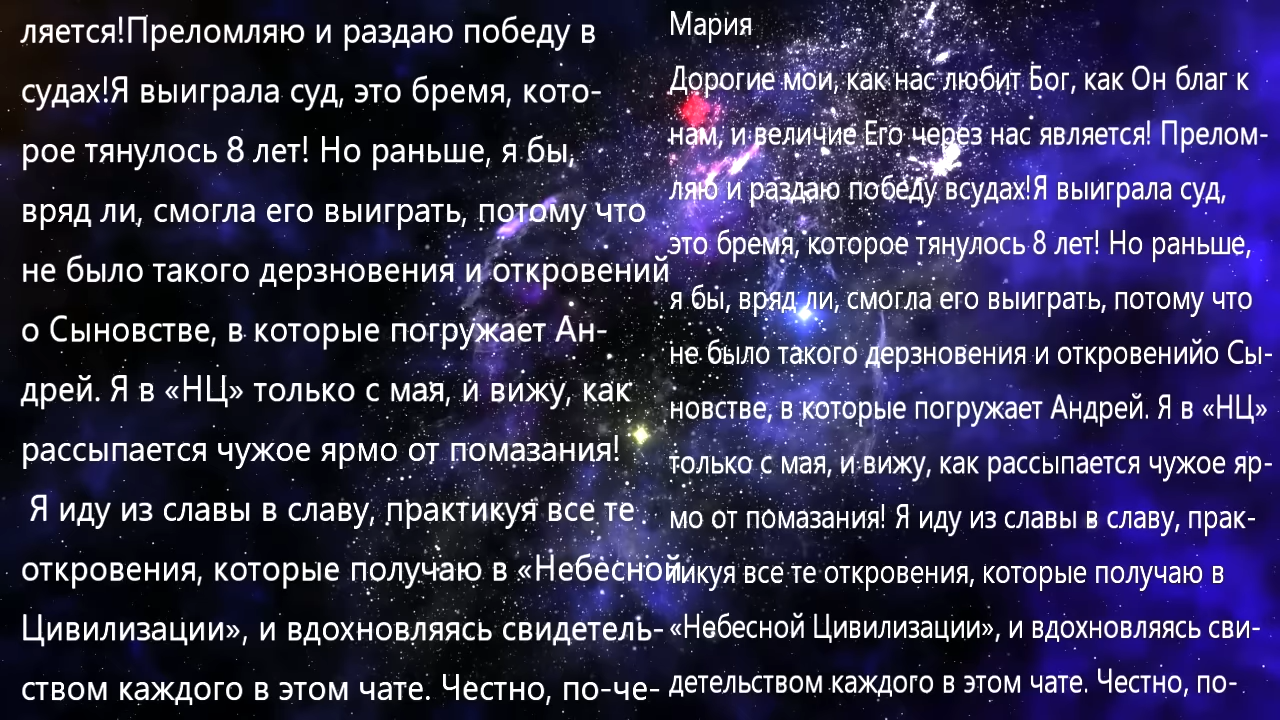 ляется!Преломляю и раздаю победу в
судах!Я выиграла суд, это бремя, кото-
рое тянулось 8 лет! Но раньше, я бы,
вряд ли, смогла его выиграть, потому что
не было такого дерзновения и откровений
о Сыновстве, в которые погружает Ан-
дрей. Я в «НЦ» только с мая, и вижу, как
рассыпается чужое ярмо от помазания!
Я иду из славы в славу, практикуя все те
откровения, которые получаю в «Небесной
Цивилизации», и вдохновляясь свидетель-
ством каждого в этом чате. Честно, по-че-
Мария
Дорогие мои, как нас любит Бог, как Он благ к
нам, и величие Его через нас является! Прелом-
ляю и раздаю победу всудах!Я выиграла суд,
это бремя, которое тянулось 8 лет! Но раньше,
я бы, вряд ли, смогла его выиграть, потому что
не было такого дерзновения и откровенийо Сы-
новстве, в которые погружает Андрей. Я в «НЦ»
только с мая, и вижу, как рассыпается чужое яр-
мо от помазания! Я иду из славы в славу, прак-
тикуя все те откровения, которые получаю в
«Небесной Цивилизации», и вдохновляясь сви-
детельством каждого в этом чате. Честно, по-